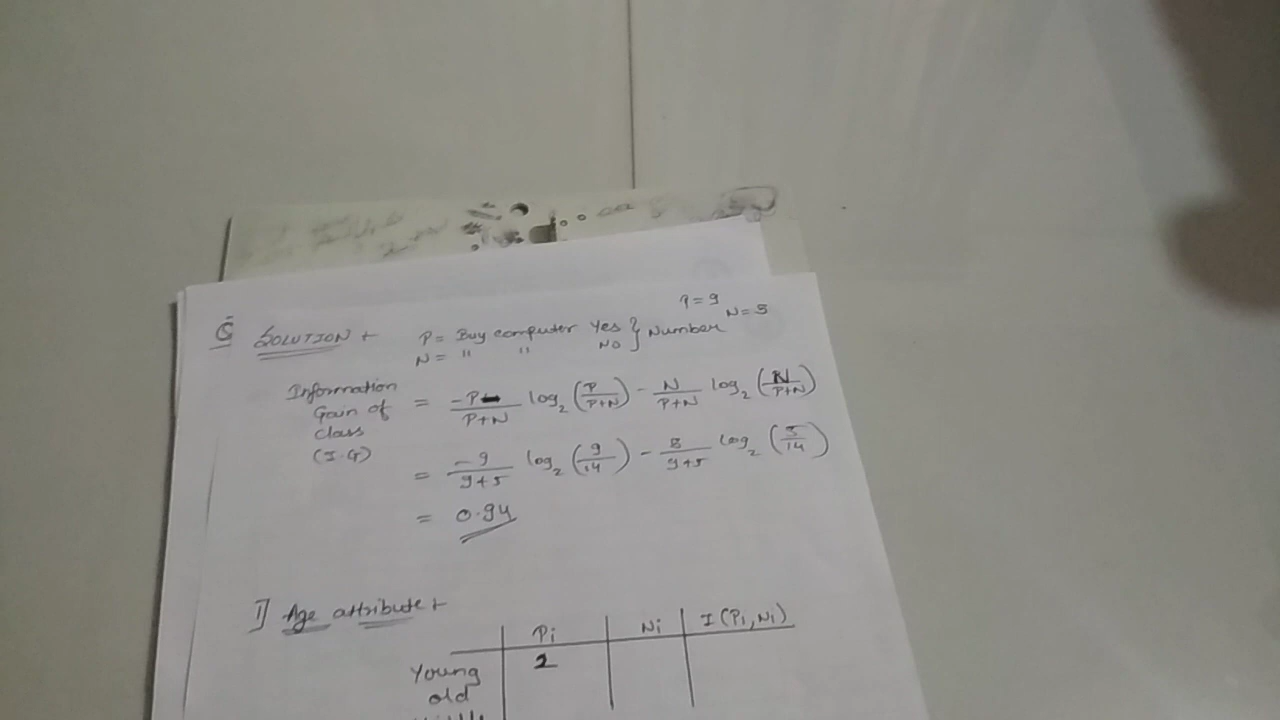 Q SOLUTION P = Buy computer Yes } Number P = 9 N = 5
N = " " No
Information Gain of class (I.G) = -P/P+N log2 (P/P+N) - N/P+N log2 (N/P+N)
= -9/9+5 log2 (9/14) - 5/9+5 log2 (5/14)
= 0.94
1] Age attribute
Pi Ni I(Pi,Ni)
Young 2
old